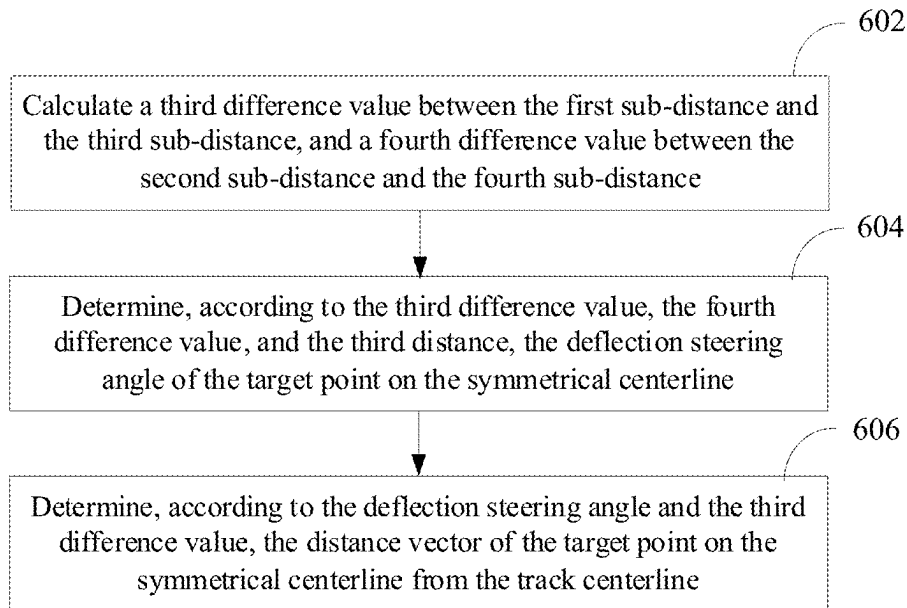 602
Calculate a third difference value between the first sub-distance and
the third sub-distance, and a fourth difference value between the
second sub-distance and the fourth sub-distance
604
Determine, according to the third difference value, the fourth
difference value, and the third distance, the deflection steering
angle of the target point on the symmetrical centerline
606
Determine, according to the deflection steering angle and the third
difference value, the distance vector of the target point on the
symmetrical centerline from the track centerline